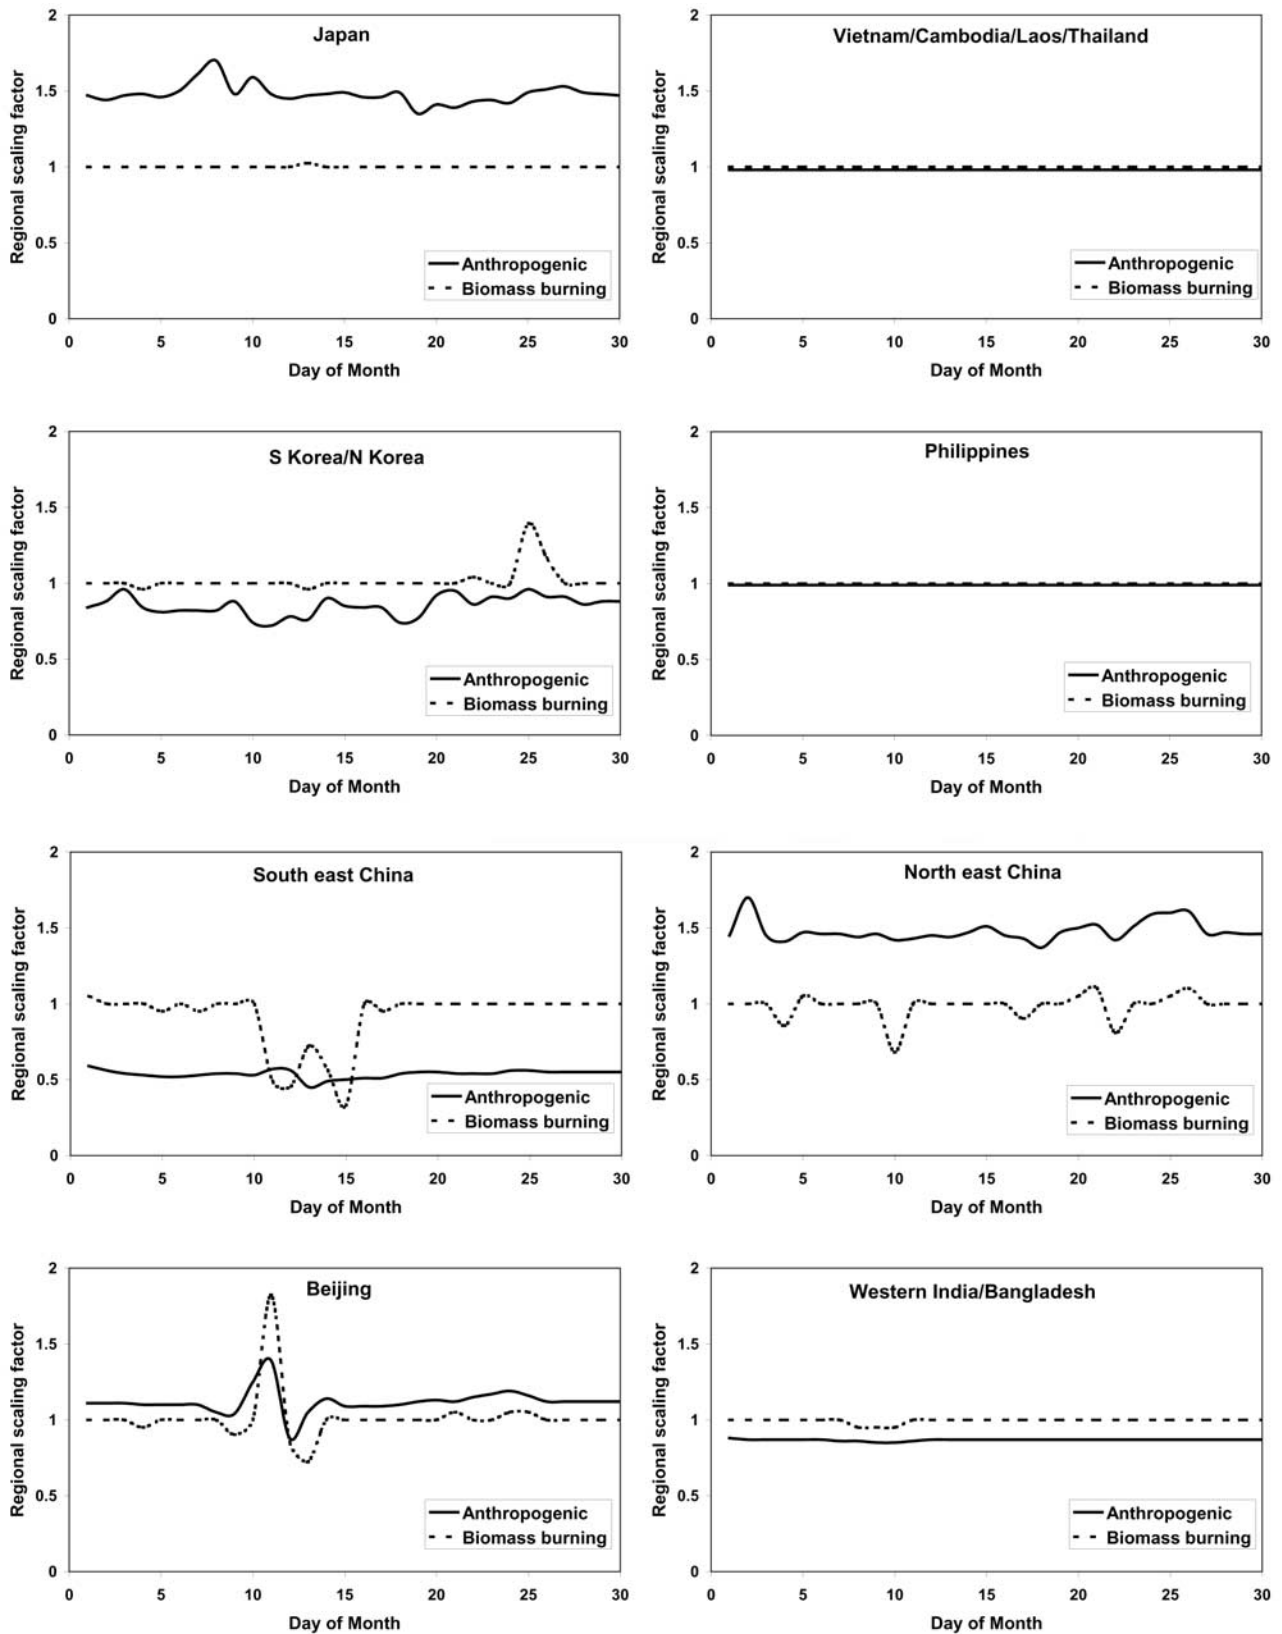 Japan
Regional scaling factor
2
1.5
1
0.5
0
Anthropogenic
Biomass burning
0 5 10 15 20 25 30
Day of Month
Vietnam/Cambodia/Laos/Thailand
Regional scaling factor
2
1.5
1
0.5
0
Anthropogenic
Biomass burning
0 5 10 15 20 25 30
Day of Month
S Korea/N Korea
Regional scaling factor
2
1.5
1
0.5
0
Anthropogenic
Biomass burning
0 5 10 15 20 25 30
Day of Month
Philippines
Regional scaling factor
2
1.5
1
0.5
0
Anthropogenic
Biomass burning
0 5 10 15 20 25 30
Day of Month
South east China
Regional scaling factor
2
1.5
1
0.5
0
Anthropogenic
Biomass burning
0 5 10 15 20 25 30
Day of Month
North east China
Regional scaling factor
2
1.5
1
0.5
0
Anthropogenic
Biomass burning
0 5 10 15 20 25 30
Day of Month
Beijing
Regional scaling factor
2
1.5
1
0.5
0
Anthropogenic
Biomass burning
0 5 10 15 20 25 30
Day of Month
Western India/Bangladesh
Regional scaling factor
2
1.5
1
0.5
0
Anthropogenic
Biomass burning
0 5 10 15 20 25 30
Day of Month